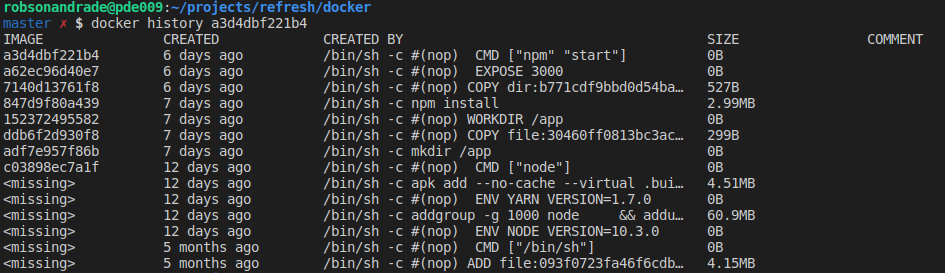 robsonandrade@pde009:~/projects/refresh/docker
master ✗ $ docker history a3d4dbf221b4
IMAGE CREATED CREATED BY SIZE COMMENT
a3d4dbf221b4 6 days ago /bin/sh -c #(nop)  CMD ["npm" "start"] 0B
a62ec96d40e7 6 days ago /bin/sh -c #(nop)  EXPOSE 3000 0B
7140d13761f8 6 days ago /bin/sh -c #(nop) COPY dir:b771cdf9bbd0d54ba… 527B
847d9f80a439 7 days ago /bin/sh -c npm install 2.99MB
152372495582 7 days ago /bin/sh -c #(nop) WORKDIR /app 0B
ddb6f2d930f8 7 days ago /bin/sh -c #(nop) COPY file:30460ff0813bc3ac… 299B
adf7e957f86b 7 days ago /bin/sh -c mkdir /app 0B
c03898ec7a1f 12 days ago /bin/sh -c #(nop)  CMD ["node"] 0B
<missing> 12 days ago /bin/sh -c apk add --no-cache --virtual .bui… 4.51MB
<missing> 12 days ago /bin/sh -c #(nop)  ENV YARN VERSION=1.7.0 0B
<missing> 12 days ago /bin/sh -c addgroup -g 1000 node     && addu… 60.9MB
<missing> 12 days ago /bin/sh -c #(nop)  ENV NODE VERSION=10.3.0 0B
<missing> 5 months ago /bin/sh -c #(nop)  CMD ["/bin/sh"] 0B
<missing> 5 months ago /bin/sh -c #(nop) ADD file:093f0723fa46f6cdb… 4.15MB